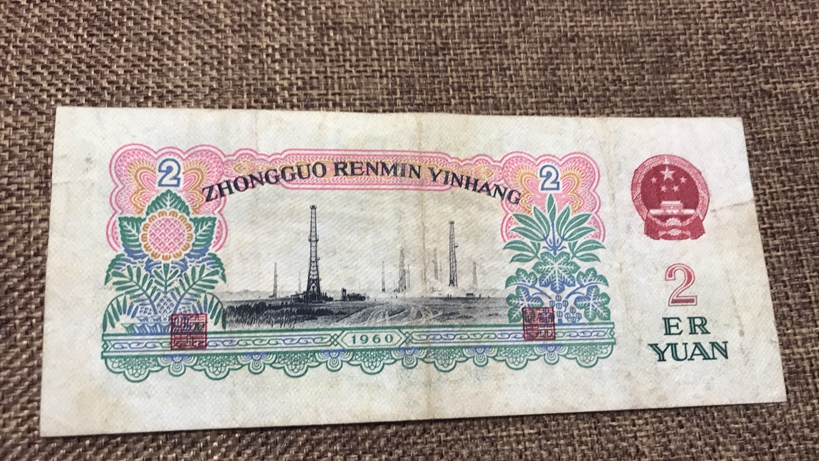 2 2
ZHONGGUO RENMIN YINHANG
1960
2
ER
YUAN